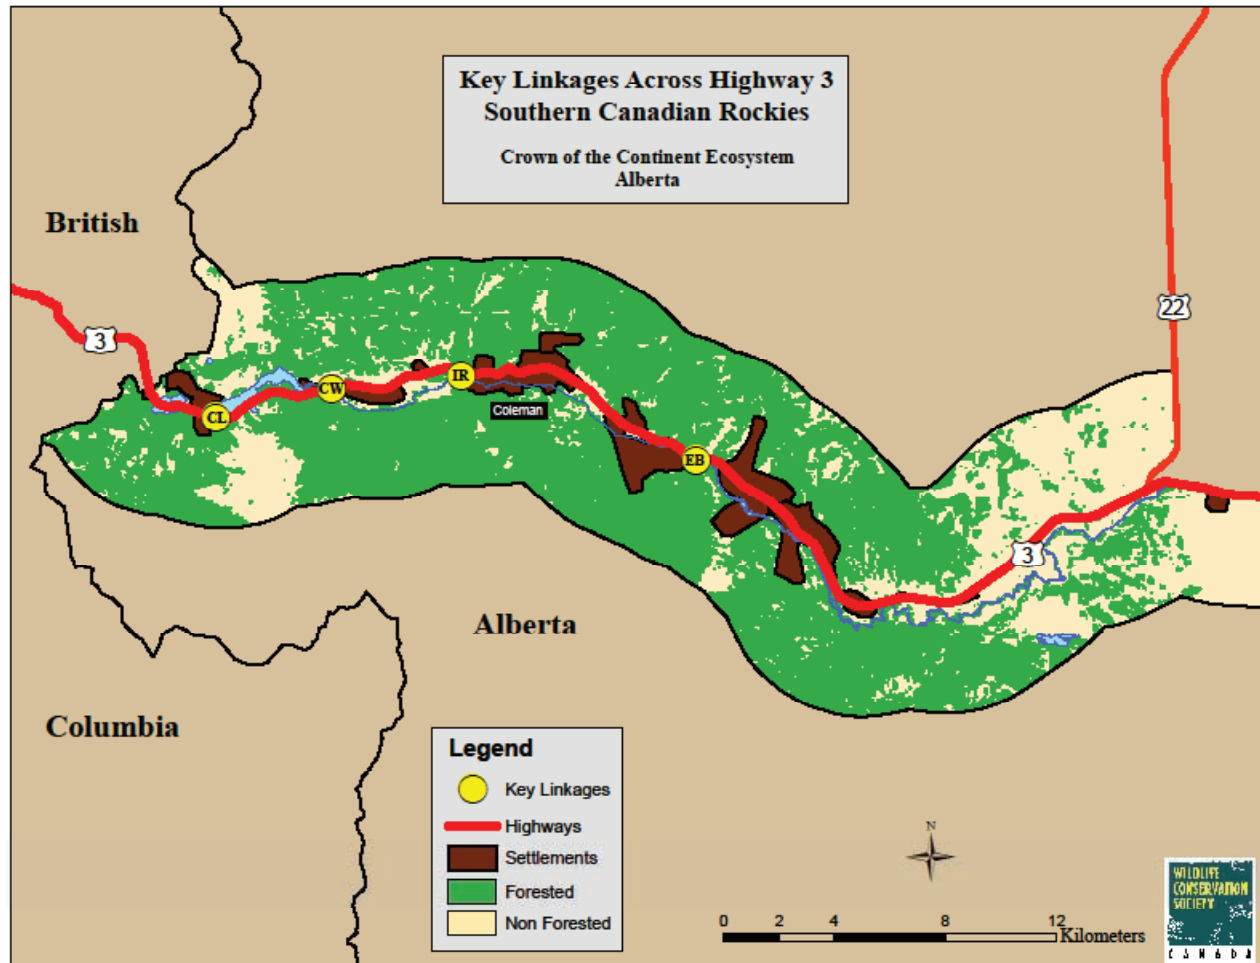 Key Linkages Across Highway 3
Southern Canadian Rockies
Crown of the Continent Ecosystem
Alberta
British
22
3
CW
IR
CL
Coleman
EB
3
Alberta
Columbia
Legend
Key Linkages
Highways
Settlements
Forested
Non Forested
N
0 2 4 8 12
Kilometers
WILDLIFE
CONSERVATION
SOCIETY
CANADA